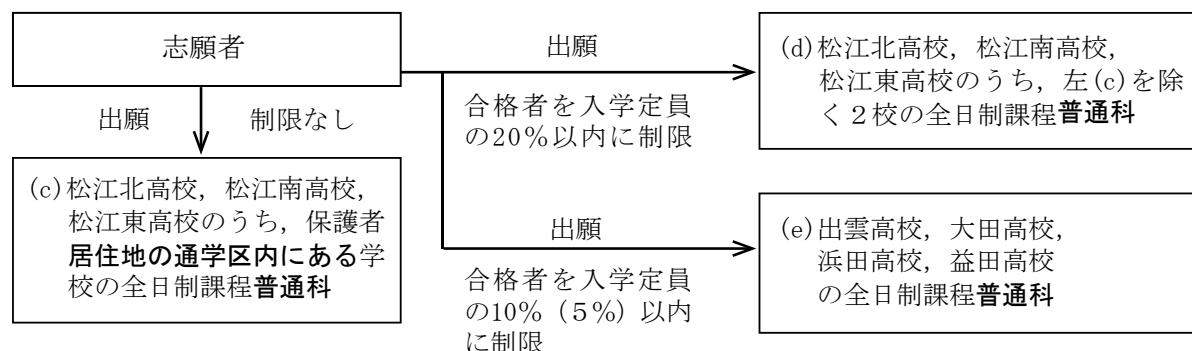 志願者
出願
制限なし
(c)松江北高校，松江南高校，
松江東高校のうち，保護者
居住地の通学区内にある学
校の全日制課程普通科
出願
合格者を入学定員
の20％以内に制限
(d)松江北高校，松江南高校，
松江東高校のうち，左(c)を除
く２校の全日制課程普通科
出願
合格者を入学定員
の10％（５％）以内
に制限
(e)出雲高校，大田高校，
浜田高校，益田高校
の全日制課程普通科